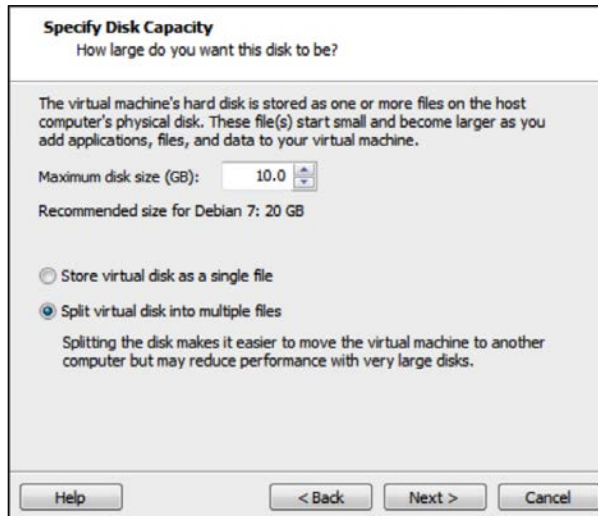 Specify Disk Capacity
How large do you want this disk to be?
The virtual machine's hard disk is stored as one or more files on the host
computer's physical disk. These file(s) start small and become larger as you
add applications, files, and data to your virtual machine.
Maximum disk size (GB): 10.0
Recommended size for Debian 7: 20 GB
Store virtual disk as a single file
Split virtual disk into multiple files
Splitting the disk makes it easier to move the virtual machine to another
computer but may reduce performance with very large disks.
Help < Back Next > Cancel